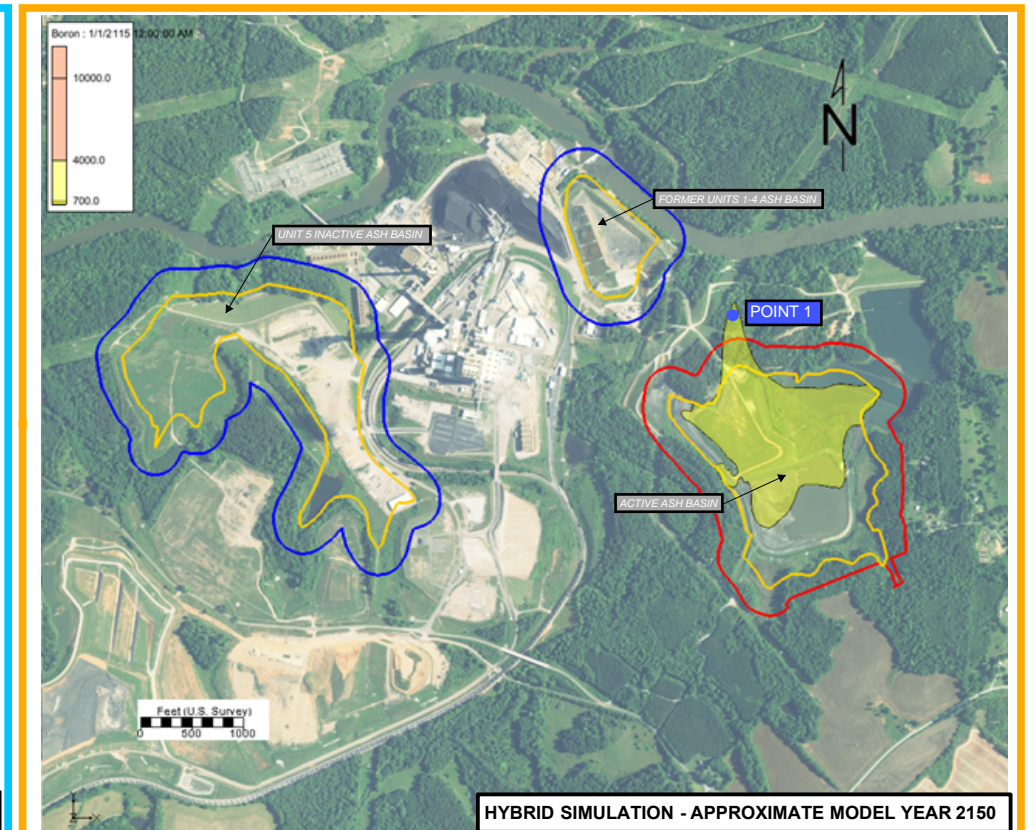 Boron : 1/1/2115 12:00:00 AM
10000.0
4000.0
700.0
N
FORMER UNITS 1-4 ASH BASIN
UNIT 5 INACTIVE ASH BASIN
POINT 1
ACTIVE ASH BASIN
Feet (U.S. Survey)
0 500 1000
HYBRID SIMULATION - APPROXIMATE MODEL YEAR 2150